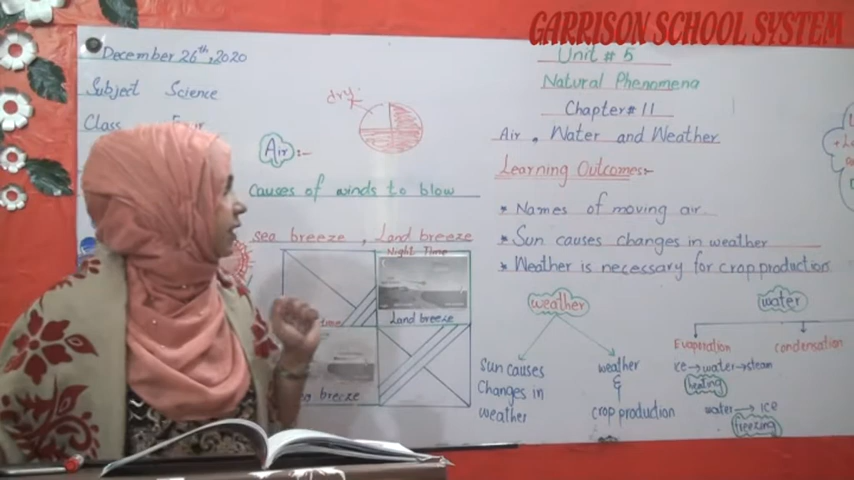 GARRISON SCHOOL SYSTEM
December 26th, 2020
Subject Science
Class Four
dry
Air :-
causes of winds to blow
sea breeze , Land breeze
Night Time
Land breeze
breeze
Unit # 5
Natural Phenomena
Chapter # 11
Air , Water and Weather
Learning Outcomes:-
* Names of moving air.
* Sun causes changes in weather
* Weather is necessary for crop production
weather
Sun causes
changes in
weather
weather
&
crop production
water
Evaporation
condensation
ice → water → steam
heating
water → ice
freezing